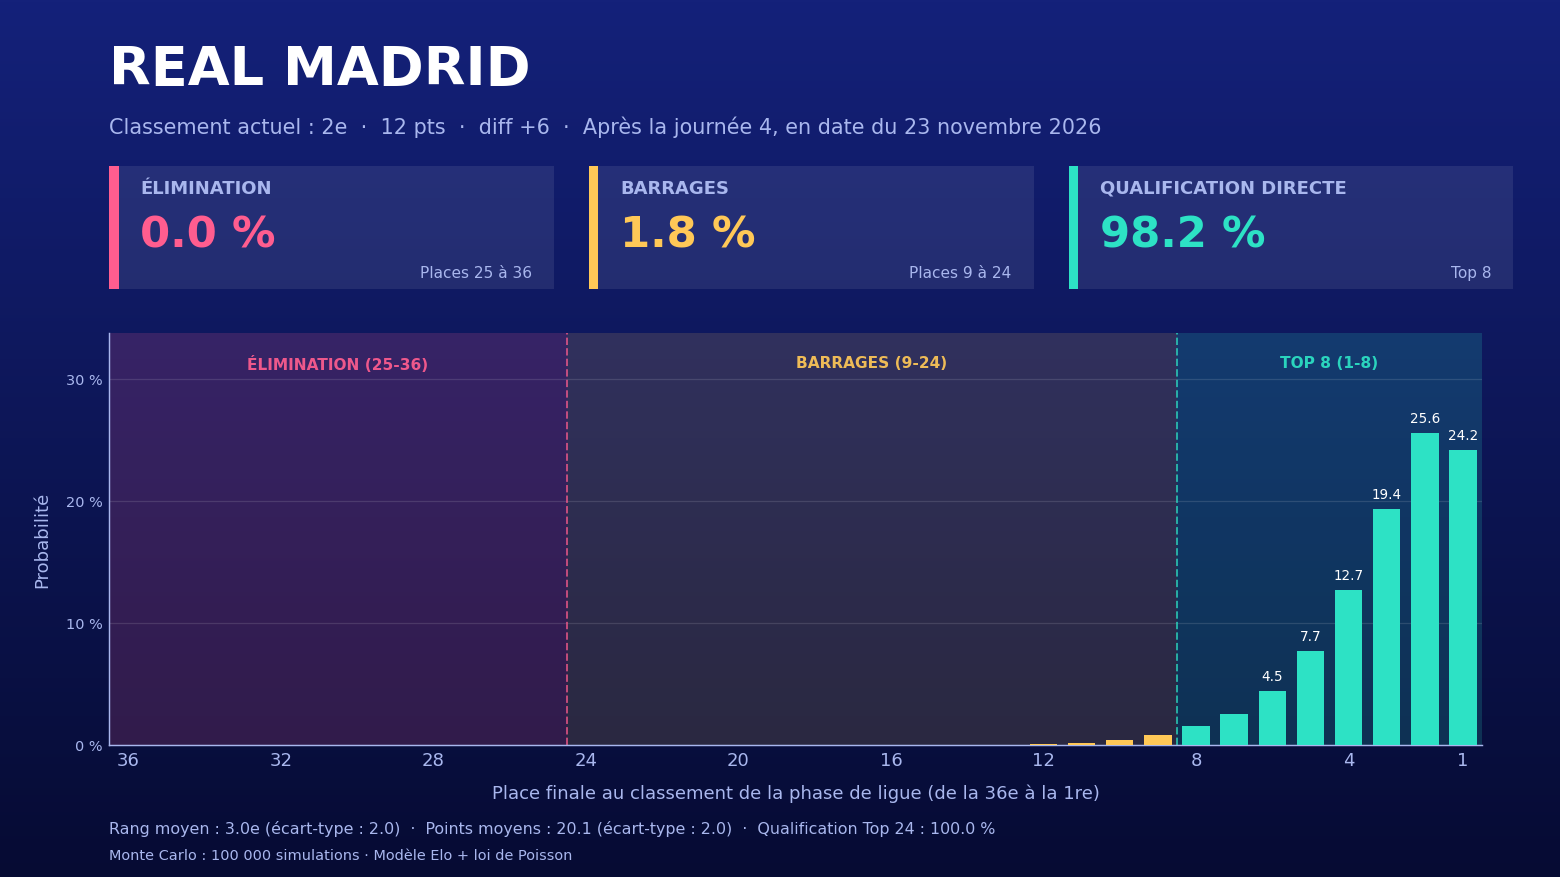 REAL MADRID
Classement actuel : 2e · 12 pts · diff +6 · Après la journée 4, en date du 23 novembre 2026
ÉLIMINATION
0.0 %
Places 25 à 36
BARRAGES
1.8 %
Places 9 à 24
QUALIFICATION DIRECTE
98.2 %
Top 8
ÉLIMINATION (25-36)
BARRAGES (9-24)
TOP 8 (1-8)
Probabilité
30 %
20 %
10 %
0 %
4.5
7.7
12.7
19.4
25.6
24.2
36 32 28 24 20 16 12 8 4 1
Place finale au classement de la phase de ligue (de la 36e à la 1re)
Rang moyen : 3.0e (écart-type : 2.0) · Points moyens : 20.1 (écart-type : 2.0) · Qualification Top 24 : 100.0 %
Monte Carlo : 100 000 simulations · Modèle Elo + loi de Poisson